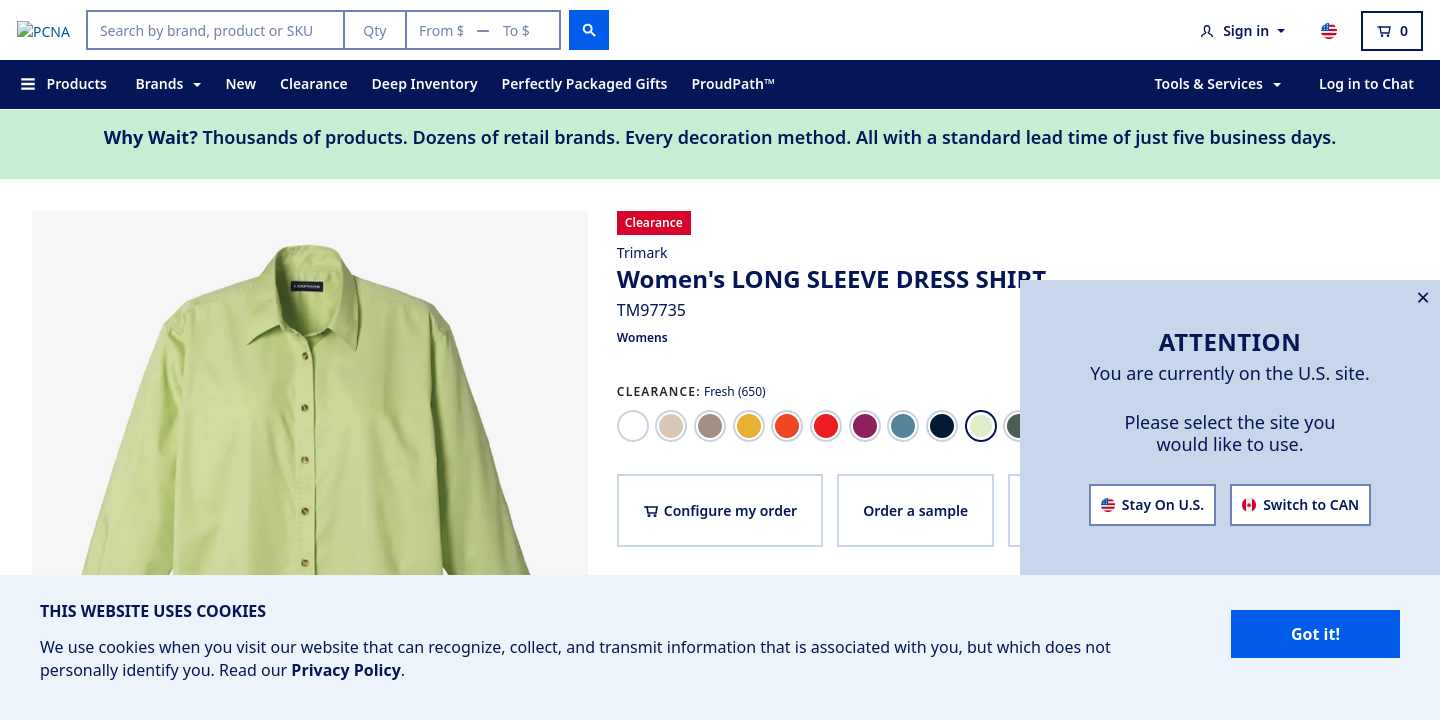 PCNA
Search by brand, product or SKU
Qty
From $ — To $
Sign in
0
Products
Brands
New
Clearance
Deep Inventory
Perfectly Packaged Gifts
ProudPath™
Tools & Services
Log in to Chat
Why Wait? Thousands of products. Dozens of retail brands. Every decoration method. All with a standard lead time of just five business days.
Clearance
Trimark
Women's LONG SLEEVE DRESS SHIRT
TM97735
Womens
CLEARANCE: Fresh (650)
Configure my order
Order a sample
ATTENTION
You are currently on the U.S. site.
Please select the site you
would like to use.
Stay On U.S.
Switch to CAN
THIS WEBSITE USES COOKIES
We use cookies when you visit our website that can recognize, collect, and transmit information that is associated with you, but which does not
personally identify you. Read our Privacy Policy.
Got it!